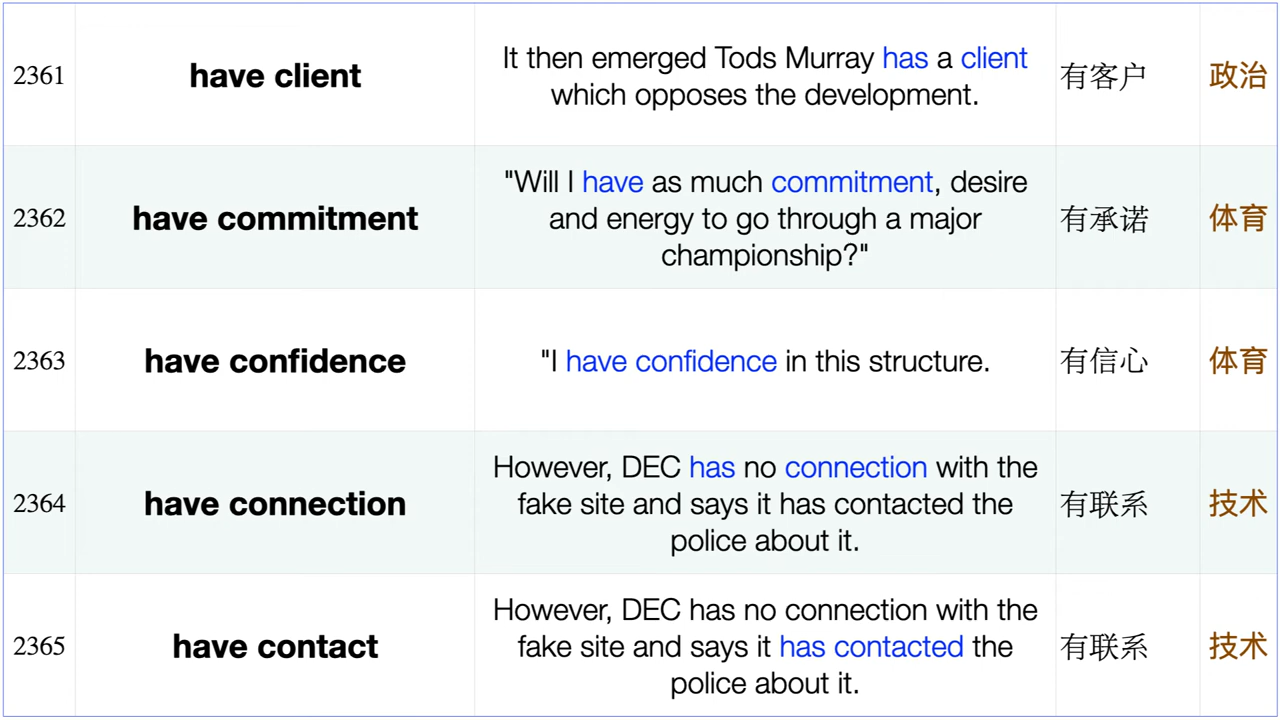 2361
have client
It then emerged Tods Murray has a client
which opposes the development.
有客户
政治
2362
have commitment
"Will I have as much commitment, desire
and energy to go through a major
championship?"
有承诺
体育
2363
have confidence
"I have confidence in this structure.
有信心
体育
2364
have connection
However, DEC has no connection with the
fake site and says it has contacted the
police about it.
有联系
技术
2365
have contact
However, DEC has no connection with the
fake site and says it has contacted the
police about it.
有联系
技术